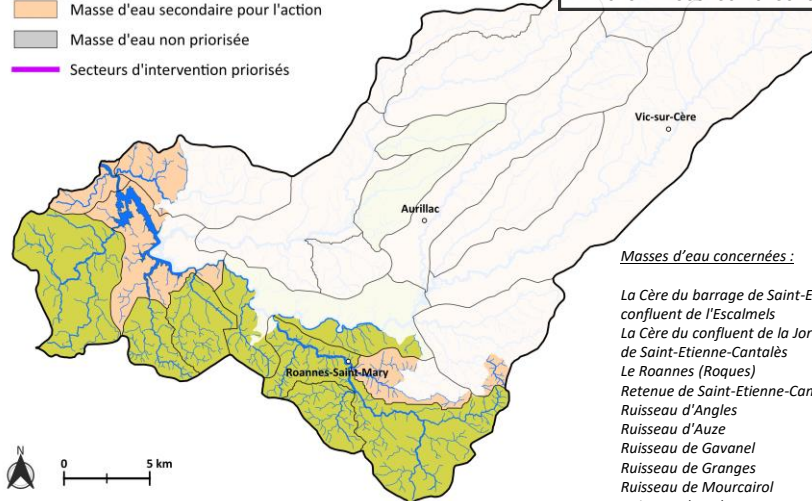 Masse d'eau secondaire pour l'action
Masse d'eau non priorisée
Secteurs d'intervention priorisés
Vic-sur-Cère
Aurillac
Roannes-Saint-Mary
N
0 5 km
Masses d'eau concernées :
La Cère du barrage de Saint-E
confluent de l'Escalmels
La Cère du confluent de la Jor
de Saint-Etienne-Cantalès
Le Roannes (Roques)
Retenue de Saint-Etienne-Can
Ruisseau d'Angles
Ruisseau d'Auze
Ruisseau de Gavanel
Ruisseau de Granges
Ruisseau de Mourcairol